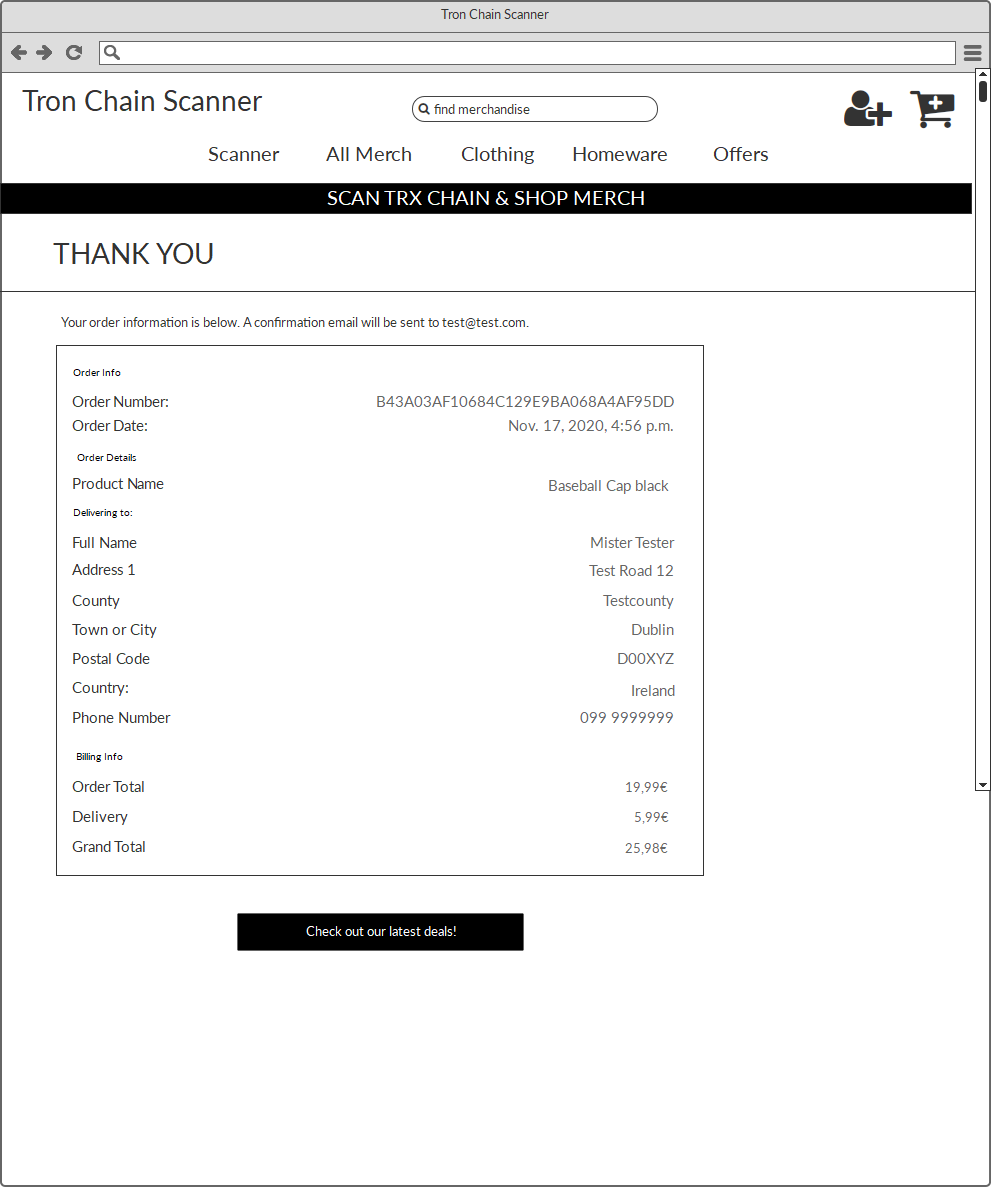 Tron Chain Scanner
Tron Chain Scanner
find merchandise
Scanner All Merch Clothing Homeware Offers
SCAN TRX CHAIN & SHOP MERCH
THANK YOU
Your order information is below. A confirmation email will be sent to test@test.com.
Order Info
Order Number: B43A03AF10684C129E9BA068A4AF95DD
Order Date: Nov. 17, 2020, 4:56 p.m.
Order Details
Product Name Baseball Cap black
Delivering to:
Full Name Mister Tester
Address 1 Test Road 12
County Testcounty
Town or City Dublin
Postal Code D00XYZ
Country: Ireland
Phone Number 099 9999999
Billing Info
Order Total 19,99€
Delivery 5,99€
Grand Total 25,98€
Check out our latest deals!